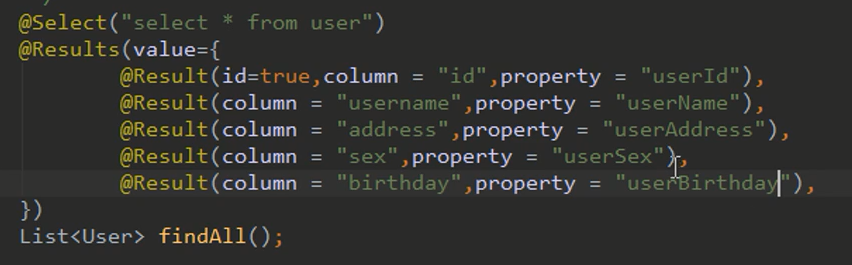 @Select("select * from user")
@Results(value={
@Result(id=true,column = "id",property = "userId"),
@Result(column = "username",property = "userName"),
@Result(column = "address",property = "userAddress"),
@Result(column = "sex",property = "userSex"),
@Result(column = "birthday",property = "userBirthday"),
})
List<User> findAll();